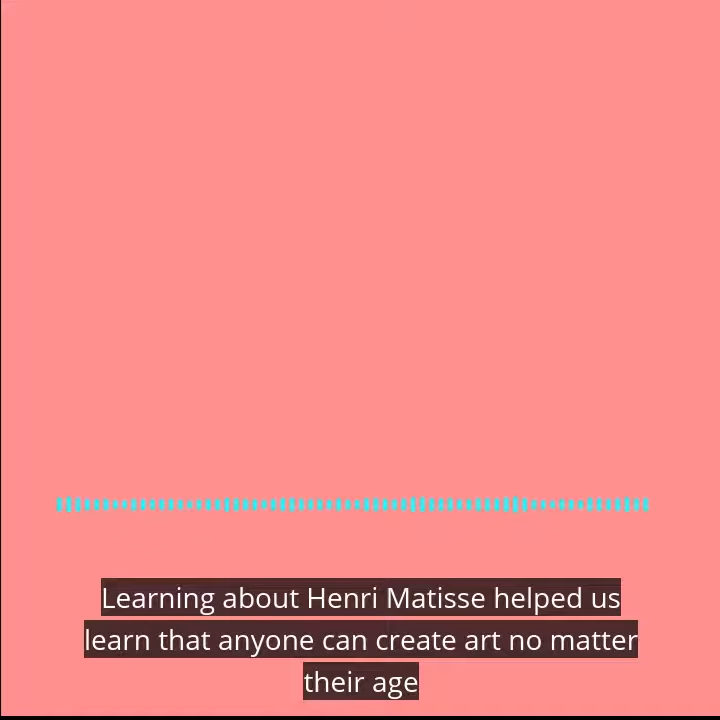 Learning about Henri Matisse helped us
learn that anyone can create art no matter
their age